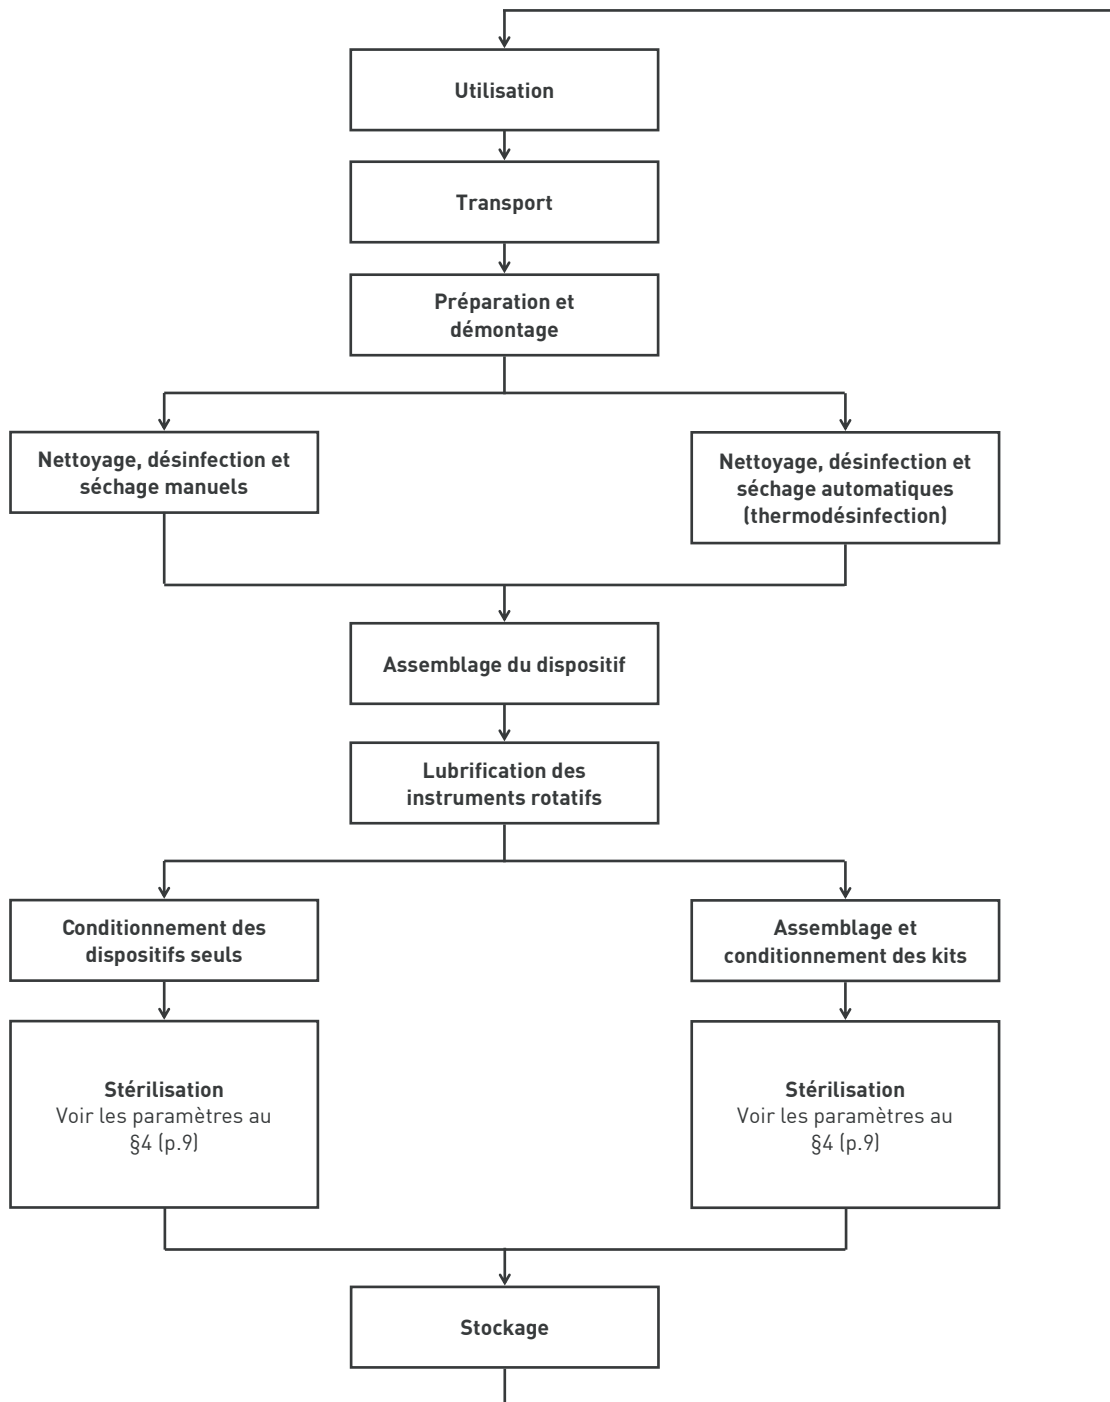 Utilisation
Transport
Préparation et
démontage
Nettoyage, désinfection et
séchage manuels
Nettoyage, désinfection et
séchage automatiques
(thermodésinfection)
Assemblage du dispositif
Lubrification des
instruments rotatifs
Conditionnement des
dispositifs seuls
Assemblage et
conditionnement des kits
Stérilisation
Voir les paramètres au
§4 (p.9)
Stérilisation
Voir les paramètres au
§4 (p.9)
Stockage